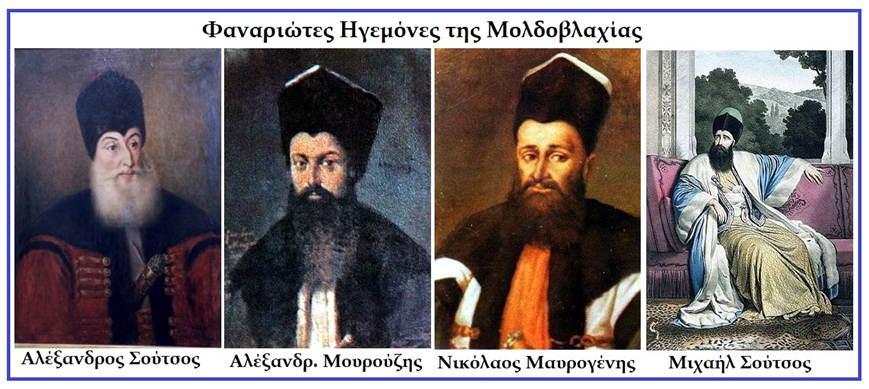 Φαναριώτες Ηγεμόνες της Μολδοβλαχίας
Αλέξανδρος Σούτσος
Αλέξανδρ. Μουρούζης
Νικόλαος Μαυρογένης
Μιχαήλ Σούτσος